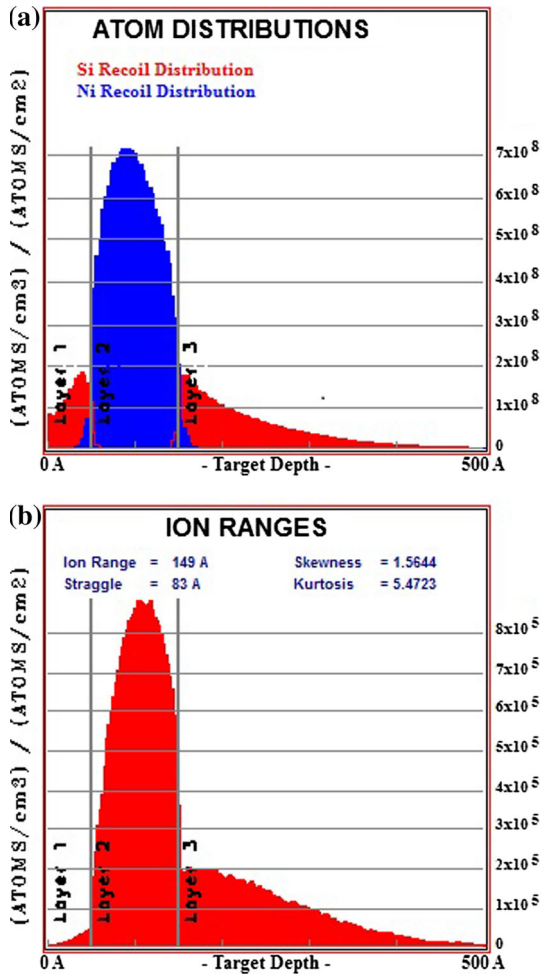 (a)
ATOM DISTRIBUTIONS
Si Recoil Distribution
Ni Recoil Distribution
(ATOMS/cm3) / (ATOMS/cm2)
7x10^8
6x10^8
5x10^8
4x10^8
3x10^8
2x10^8
1x10^8
0
Layer 1
Layer 2
Layer 3
0 A
- Target Depth -
500 A
(b)
ION RANGES
Ion Range = 149 A
Skewness = 1.5644
Straggle = 83 A
Kurtosis = 5.4723
(ATOMS/cm3) / (ATOMS/cm2)
8x10^5
7x10^5
6x10^5
5x10^5
4x10^5
3x10^5
2x10^5
1x10^5
0
Layer 1
Layer 2
Layer 3
0 A
- Target Depth -
500 A